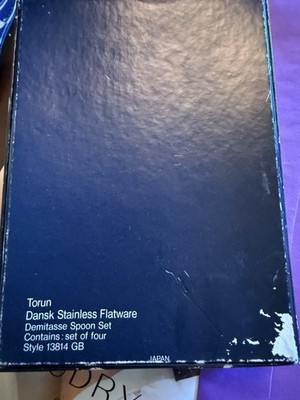 Torun
Dansk Stainless Flatware
Demitasse Spoon Set
Contains: set of four
Style 13814 GB
JAPAN